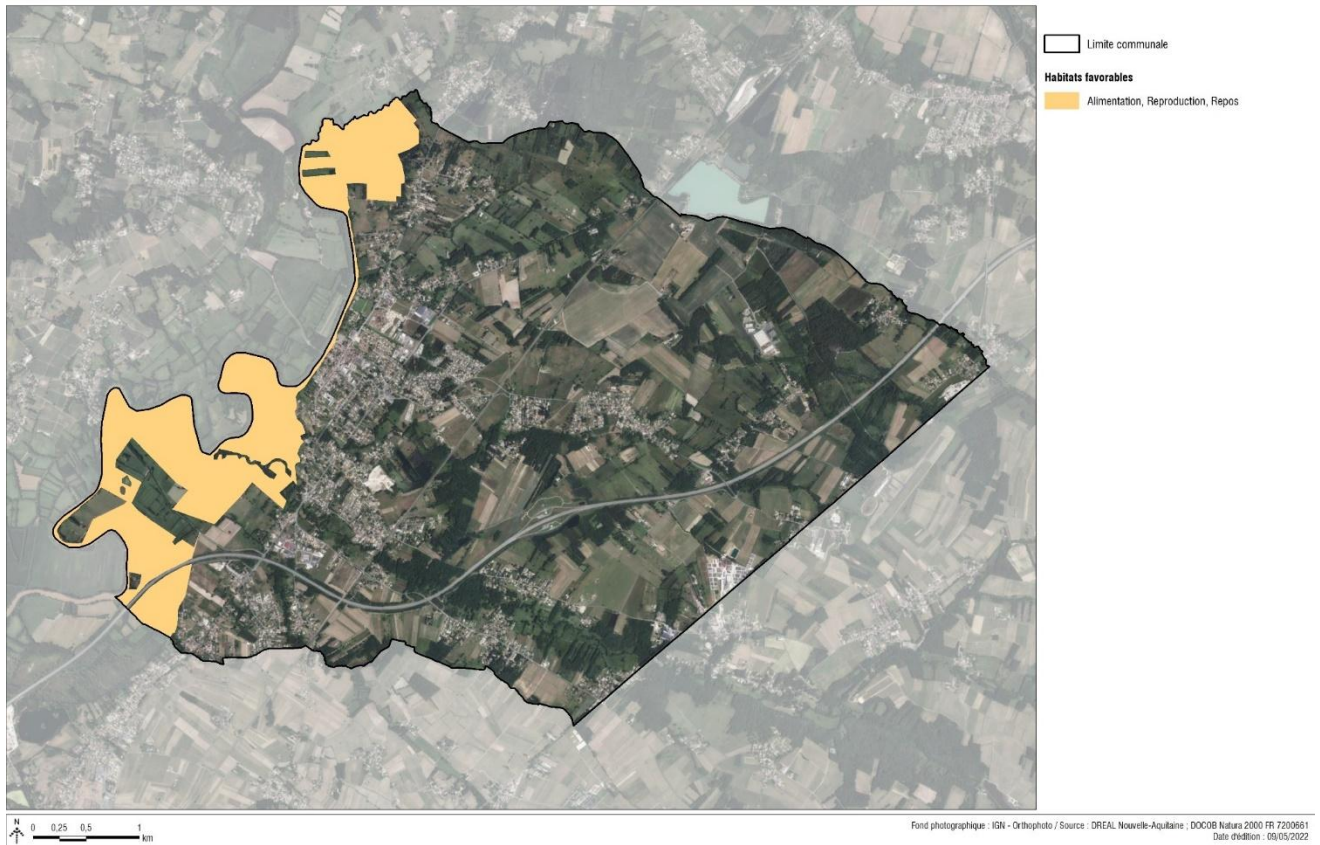 Limite communale
Habitats favorables
Alimentation, Reproduction, Repos
N
0 0,25 0,5 1
km
Fond photographique : IGN - Orthophoto / Source : DREAL Nouvelle-Aquitaine ; DOCOB Natura 2000 FR 7200661
Date d'édition : 09/05/2022